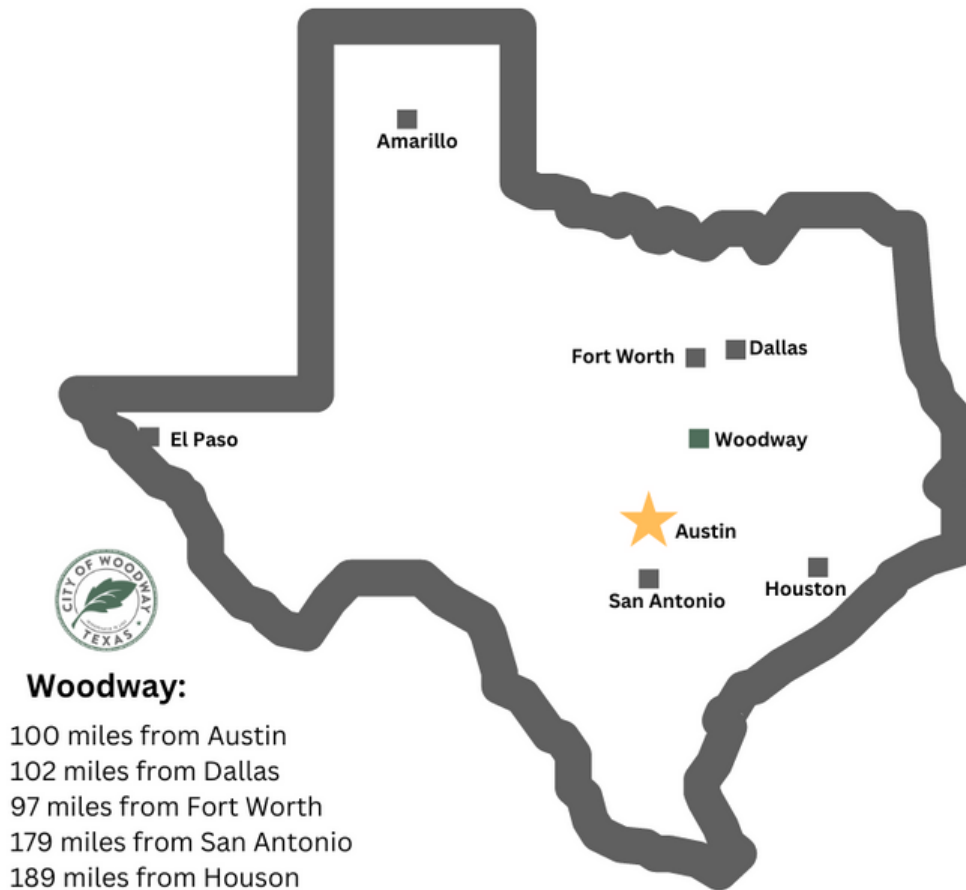 Amarillo
Fort Worth
Dallas
El Paso
Woodway
Austin
San Antonio
Houston
CITY OF WOODWAY
TEXAS
Woodway:
100 miles from Austin
102 miles from Dallas
97 miles from Fort Worth
179 miles from San Antonio
189 miles from Houson